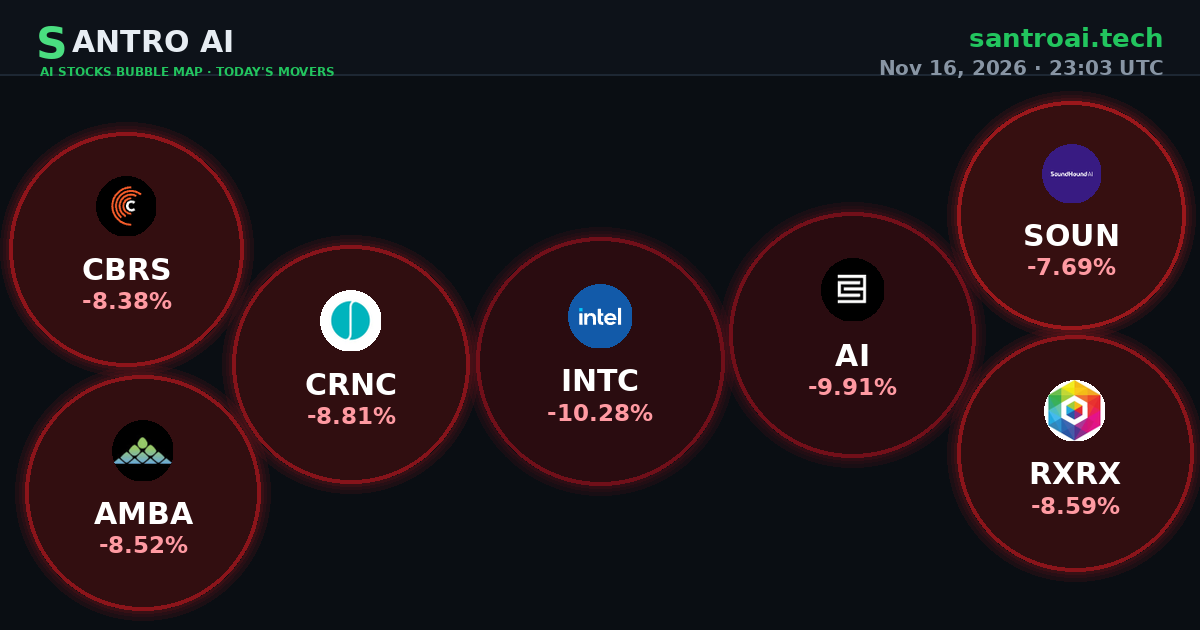 SANTRO AI
AI STOCKS BUBBLE MAP · TODAY'S MOVERS
santroai.tech
Nov 16, 2026 · 23:03 UTC
C
CBRS
-8.38%
CRNC
-8.81%
intel
INTC
-10.28%
AI
-9.91%
SoundHound AI
SOUN
-7.69%
AMBA
-8.52%
RXRX
-8.59%